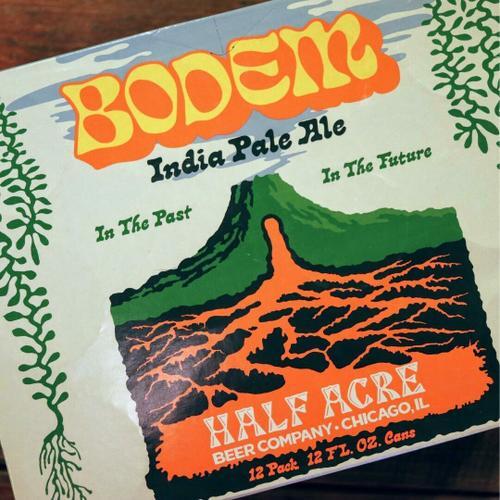 BODEM
India Pale Ale
In The Past
In The Future
HALF ACRE
BEER COMPANY • CHICAGO, IL
12 Pack 12 FL. OZ. Cans